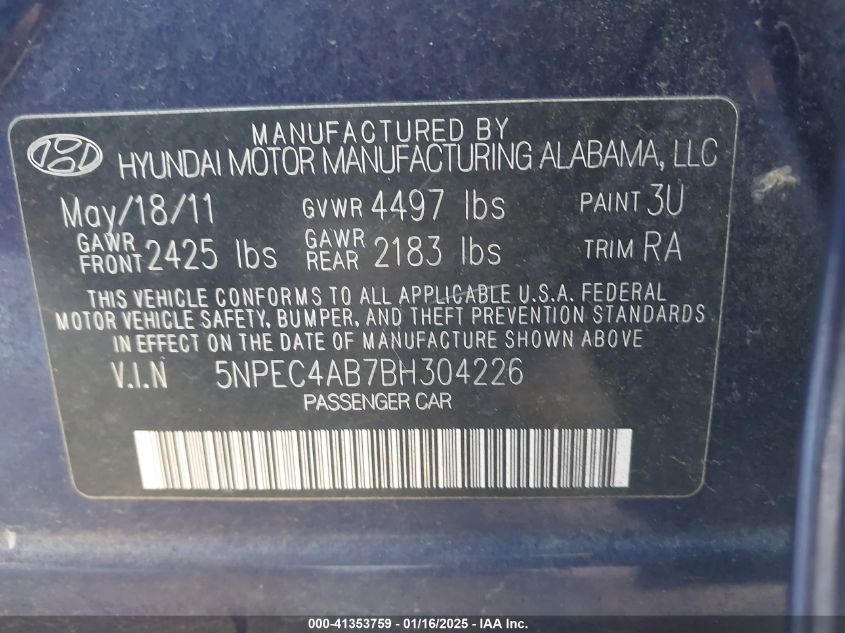 MANUFACTURED BY
HYUNDAI MOTOR MANUFACTURING ALABAMA, LLC
May/18/11 GVWR 4497 lbs PAINT 3U
GAWR FRONT 2425 lbs GAWR REAR 2183 lbs TRIM RA
THIS VEHICLE CONFORMS TO ALL APPLICABLE U.S.A. FEDERAL
MOTOR VEHICLE SAFETY, BUMPER, AND THEFT PREVENTION STANDARDS
IN EFFECT ON THE DATE OF MANUFACTURE SHOWN ABOVE
V.I.N 5NPEC4AB7BH304226
PASSENGER CAR
000-41353759 - 01/16/2025 - IAA Inc.